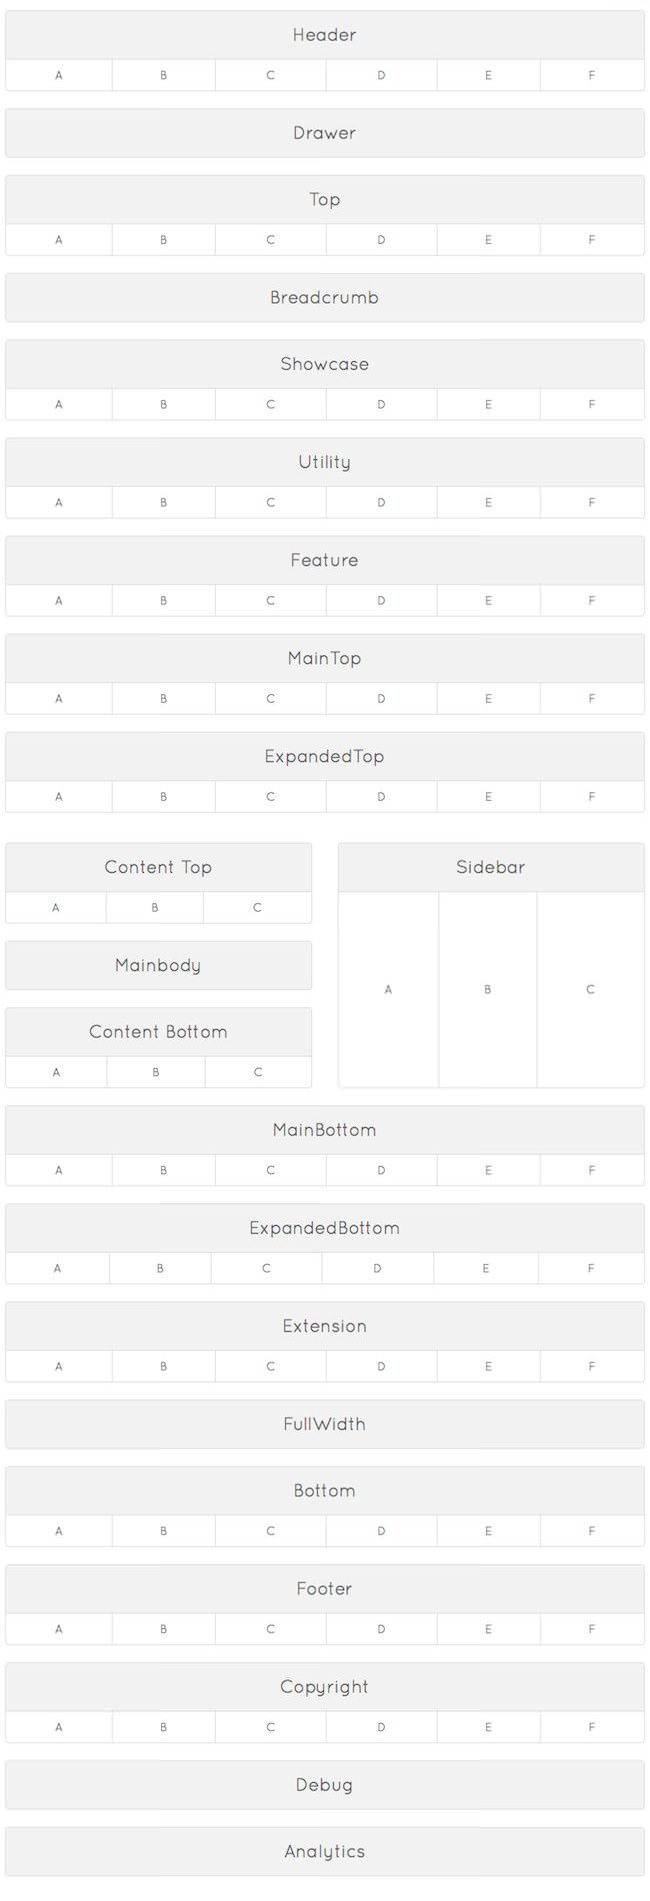 Header
A B C D E F
Drawer
Top
A B C D E F
Breadcrumb
Showcase
A B C D E F
Utility
A B C D E F
Feature
A B C D E F
MainTop
A B C D E F
ExpandedTop
A B C D E F
Content Top
A B C
Mainbody
Content Bottom
A B C
Sidebar
A B C
MainBottom
A B C D E F
ExpandedBottom
A B C D E F
Extension
A B C D E F
FullWidth
Bottom
A B C D E F
Footer
A B C D E F
Copyright
A B C D E F
Debug
Analytics